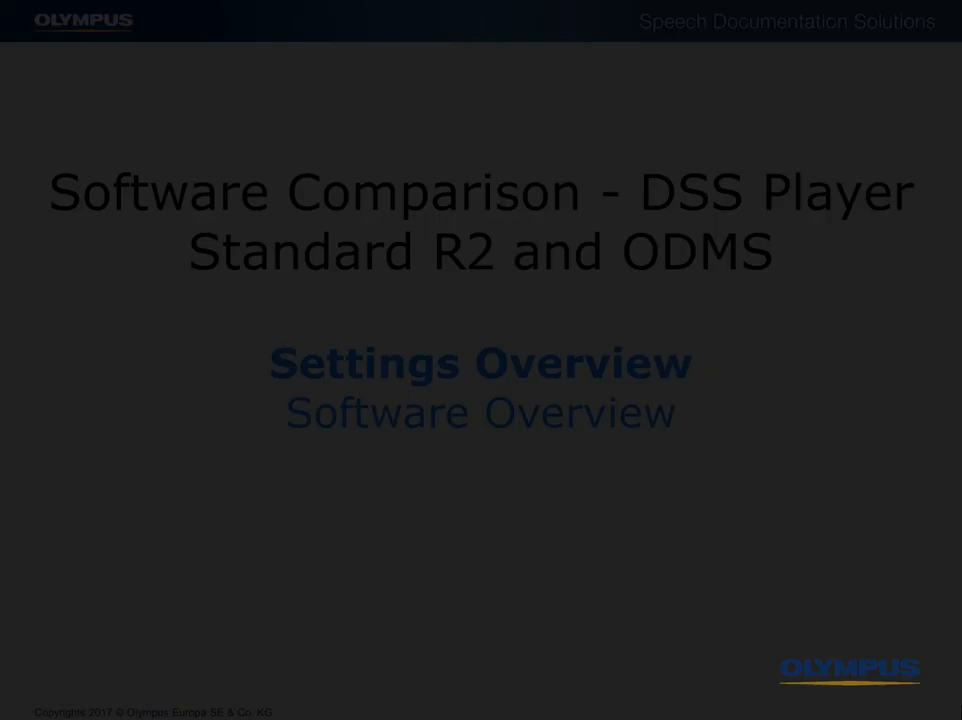 OLYMPUS
Speech Documentation Solutions
Software Comparison - DSS Player
Standard R2 and ODMS
Settings Overview
Software Overview
OLYMPUS
Copyrights 2017 © Olympus Europa SE & Co. KG